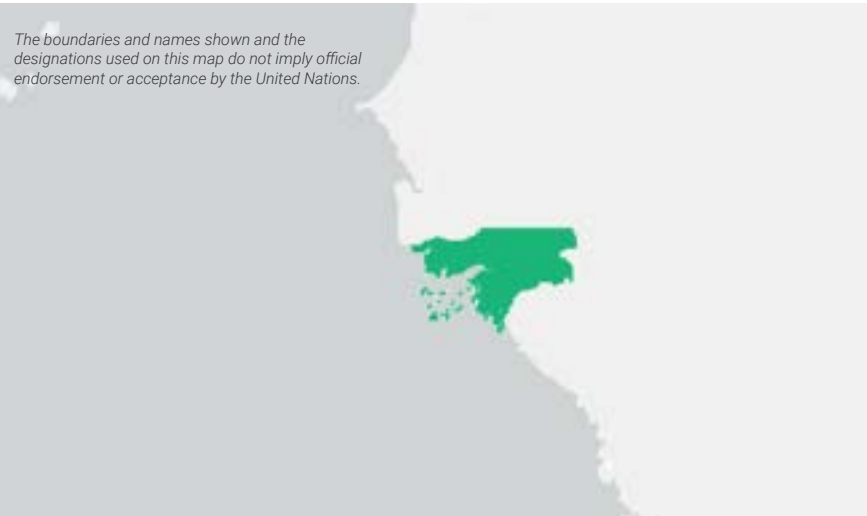 The boundaries and names shown and the
designations used on this map do not imply official
endorsement or acceptance by the United Nations.